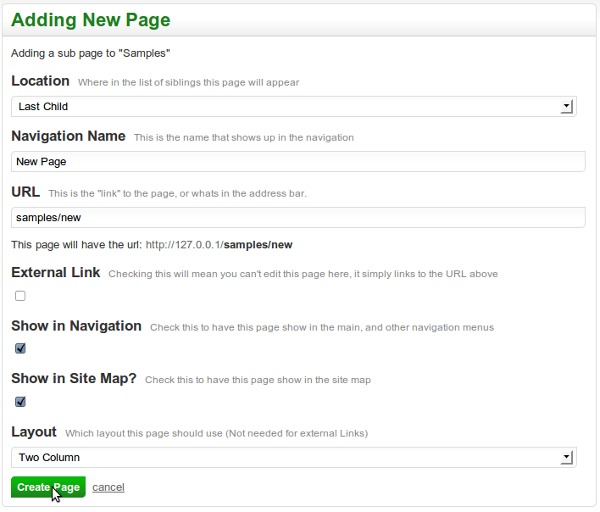 Adding New Page
Adding a sub page to "Samples"
Location Where in the list of siblings this page will appear
Last Child
Navigation Name This is the name that shows up in the navigation
New Page
URL This is the "link" to the page, or whats in the address bar.
samples/new
This page will have the url: http://127.0.0.1/samples/new
External Link Checking this will mean you can't edit this page here, it simply links to the URL above
Show in Navigation Check this to have this page show in the main, and other navigation menus
Show in Site Map? Check this to have this page show in the site map
Layout Which layout this page should use (Not needed for external Links)
Two Column
Create Page cancel